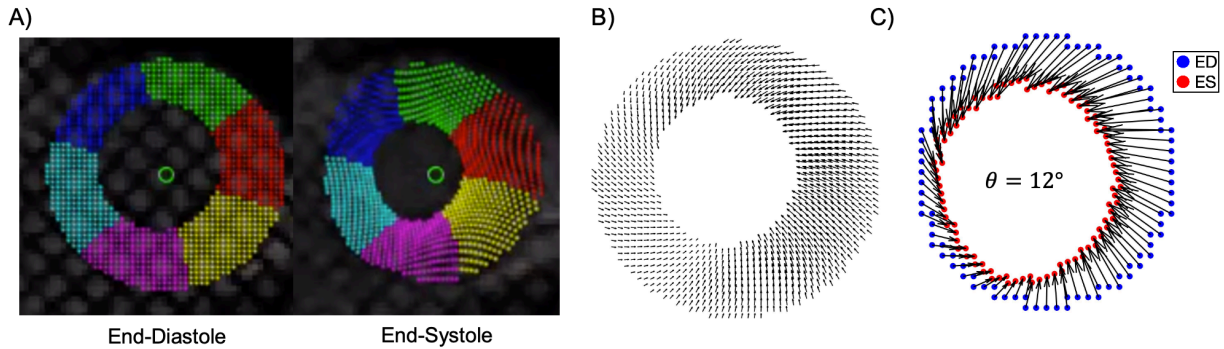 A)
B)
C)
ED
ES
θ = 12°
End-Diastole
End-Systole